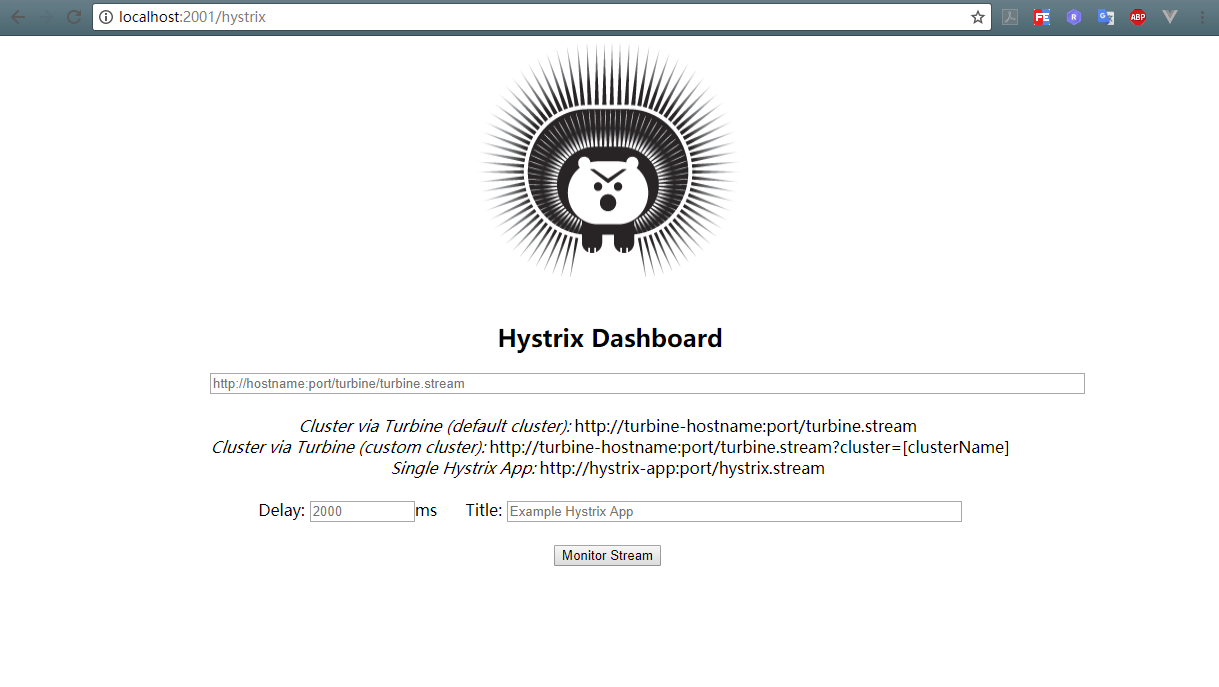 localhost:2001/hystrix
FE
R
G
ABP
Hystrix Dashboard
http://hostname:port/turbine/turbine.stream
Cluster via Turbine (default cluster): http://turbine-hostname:port/turbine.stream
Cluster via Turbine (custom cluster): http://turbine-hostname:port/turbine.stream?cluster=[clusterName]
Single Hystrix App: http://hystrix-app:port/hystrix.stream
Delay: 2000 ms Title: Example Hystrix App
Monitor Stream